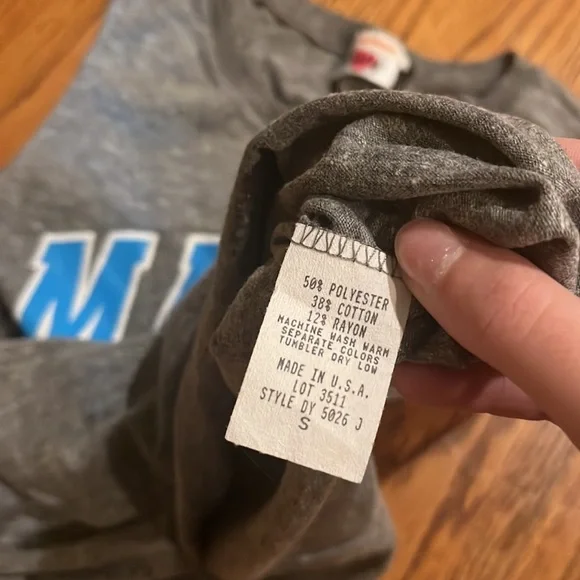 50% POLYESTER
38% COTTON
12% RAYON
MACHINE WASH WARM
SEPARATE COLORS
TUMBLER DRY LOW
MADE IN U.S.A.
LOT 3511
STYLE DY 5026 J
S
M